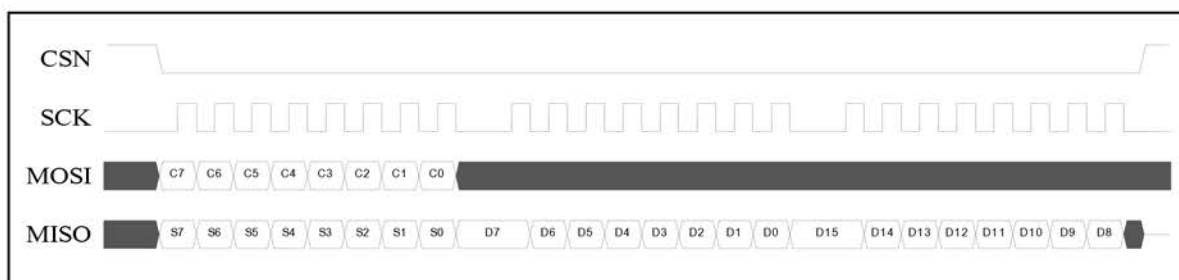 CSN
SCK
MOSI C7 C6 C5 C4 C3 C2 C1 C0
MISO S7 S6 S5 S4 S3 S2 S1 S0 D7 D6 D5 D4 D3 D2 D1 D0 D15 D14 D13 D12 D11 D10 D9 D8